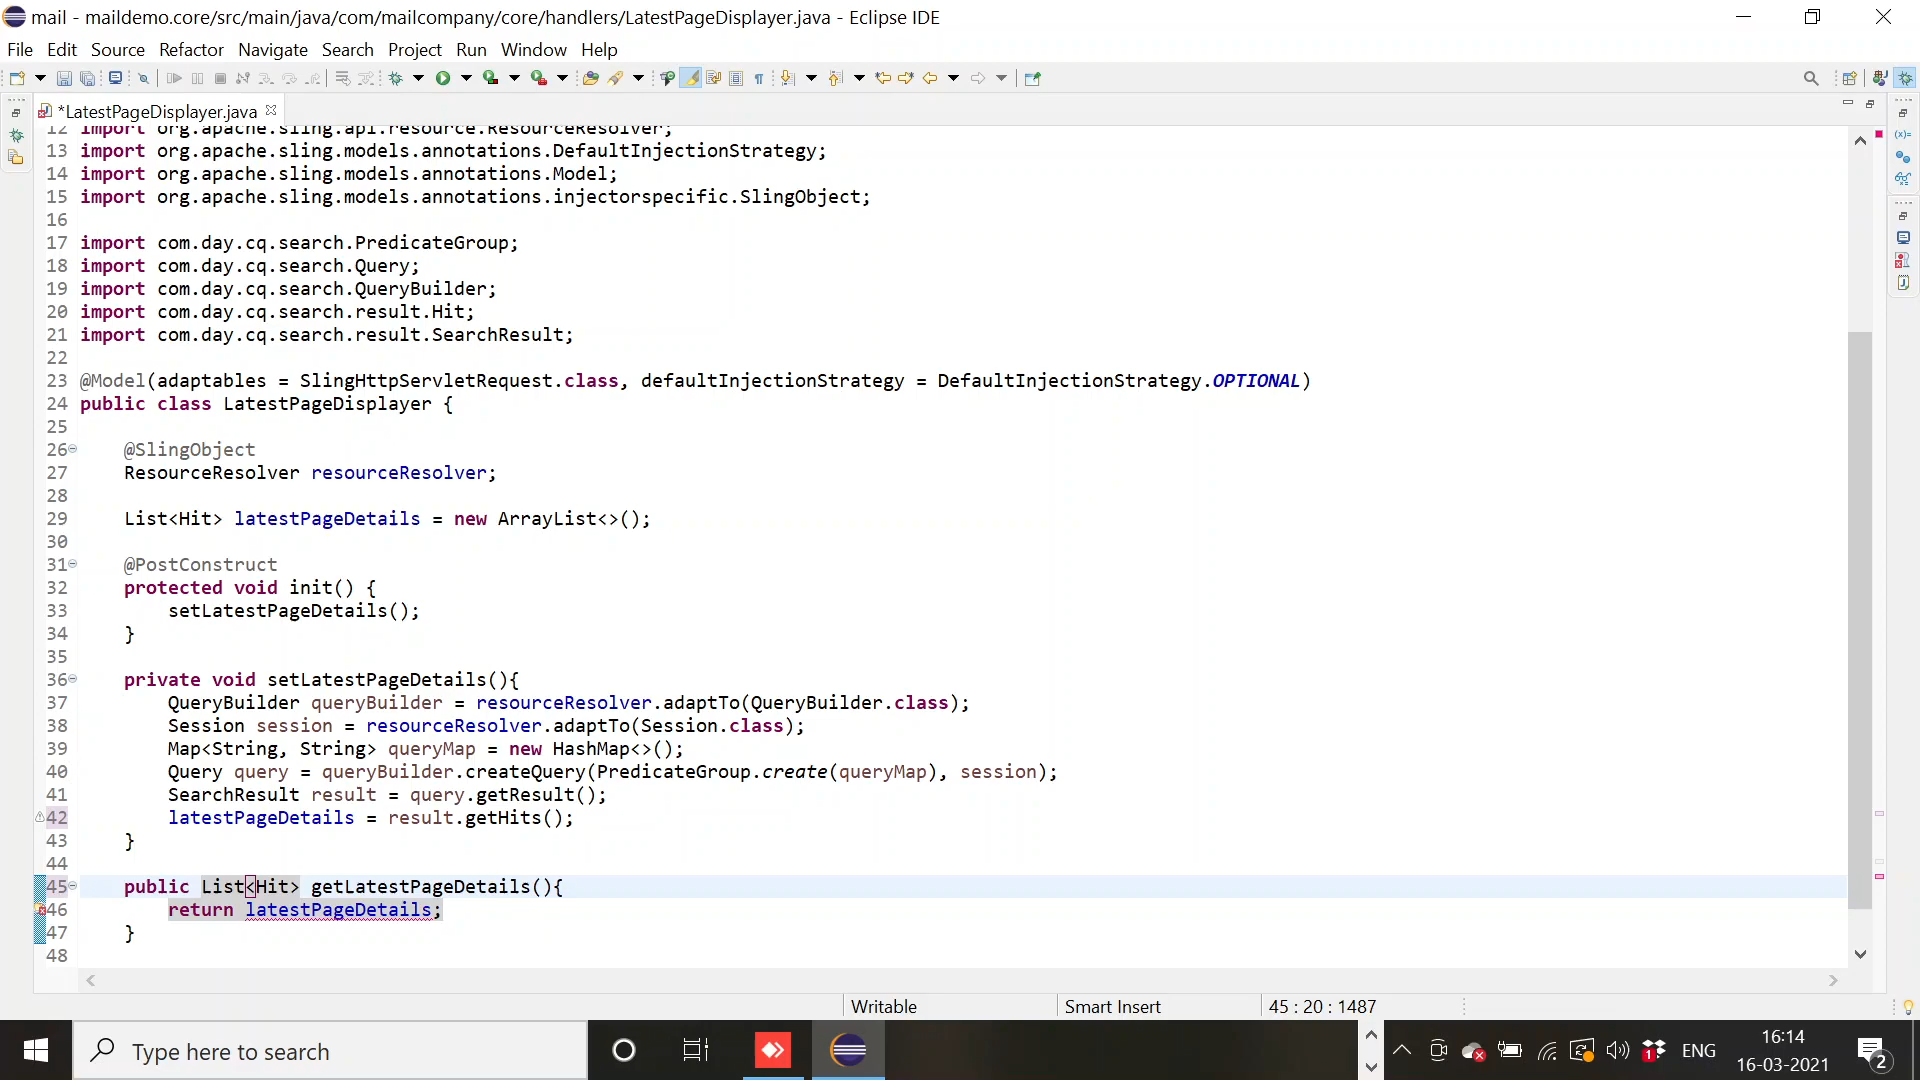 mail - maildemo.core/src/main/java/com/mailcompany/core/handlers/LatestPageDisplayer.java - Eclipse IDE
File Edit Source Refactor Navigate Search Project Run Window Help
*LatestPageDisplayer.java
12 import org.apache.sling.api.resource.ResourceResolver;
13 import org.apache.sling.models.annotations.DefaultInjectionStrategy;
14 import org.apache.sling.models.annotations.Model;
15 import org.apache.sling.models.annotations.injectorspecific.SlingObject;
16
17 import com.day.cq.search.PredicateGroup;
18 import com.day.cq.search.Query;
19 import com.day.cq.search.QueryBuilder;
20 import com.day.cq.search.result.Hit;
21 import com.day.cq.search.result.SearchResult;
22
23 @Model(adaptables = SlingHttpServletRequest.class, defaultInjectionStrategy = DefaultInjectionStrategy.OPTIONAL)
24 public class LatestPageDisplayer {
25
26 @SlingObject
27 ResourceResolver resourceResolver;
28
29 List<Hit> latestPageDetails = new ArrayList<>();
30
31 @PostConstruct
32 protected void init() {
33 setLatestPageDetails();
34 }
35
36 private void setLatestPageDetails(){
37 QueryBuilder queryBuilder = resourceResolver.adaptTo(QueryBuilder.class);
38 Session session = resourceResolver.adaptTo(Session.class);
39 Map<String, String> queryMap = new HashMap<>();
40 Query query = queryBuilder.createQuery(PredicateGroup.create(queryMap), session);
41 SearchResult result = query.getResult();
42 latestPageDetails = result.getHits();
43 }
44
45 public List<Hit> getLatestPageDetails(){
46 return latestPageDetails;
47 }
48
Writable Smart Insert 45 : 20 : 1487
Type here to search
ENG
16:14
16-03-2021
1
2